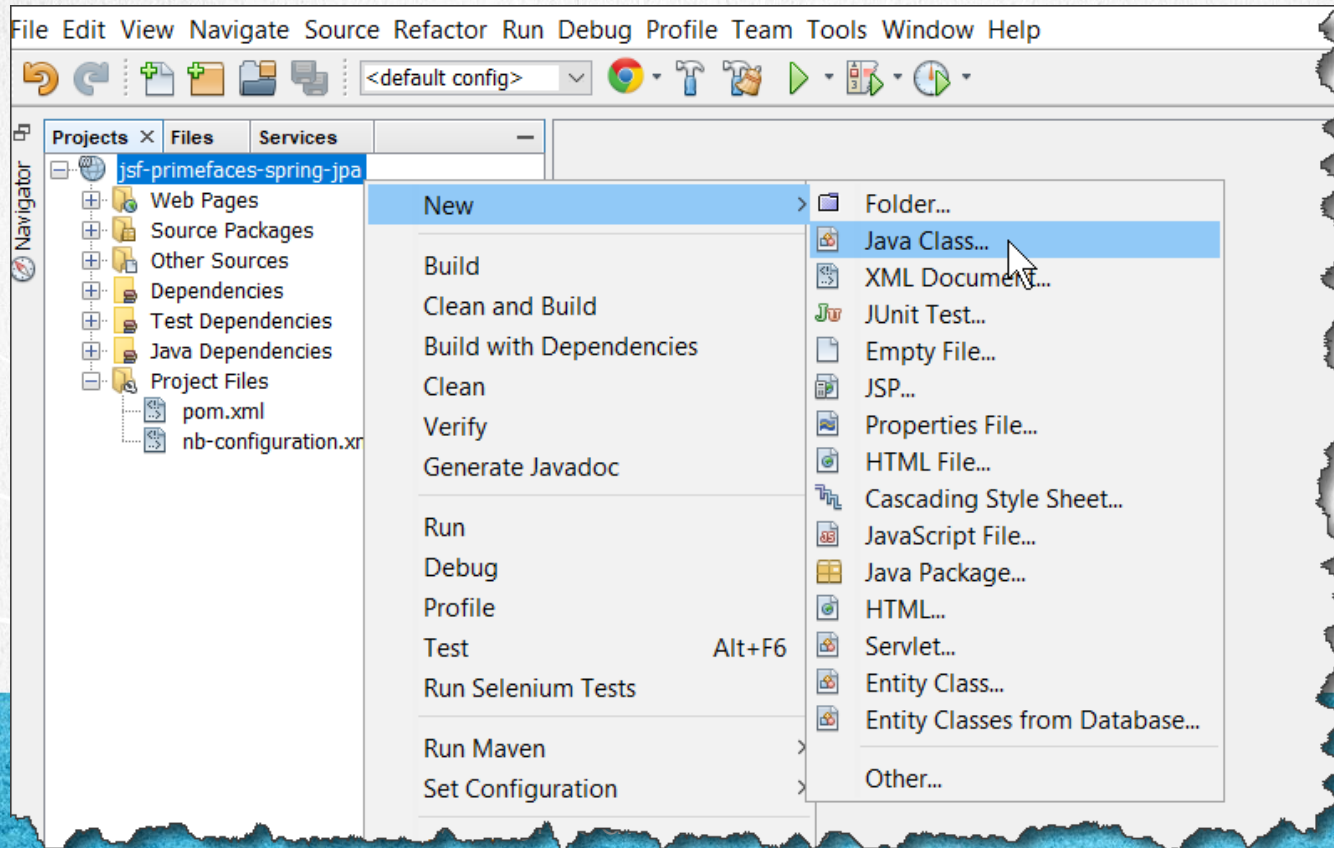 File Edit View Navigate Source Refactor Run Debug Profile Team Tools Window Help
<default config>
Projects Files Services
Navigator
jsf-primefaces-spring-jpa
Web Pages
Source Packages
Other Sources
Dependencies
Test Dependencies
Java Dependencies
Project Files
pom.xml
nb-configuration.xr
New
Build
Clean and Build
Build with Dependencies
Clean
Verify
Generate Javadoc
Run
Debug
Profile
Test Alt+F6
Run Selenium Tests
Run Maven
Set Configuration
Folder...
Java Class...
XML Document...
JUnit Test...
Empty File...
JSP...
Properties File...
HTML File...
Cascading Style Sheet...
JavaScript File...
Java Package...
HTML...
Servlet...
Entity Class...
Entity Classes from Database...
Other...